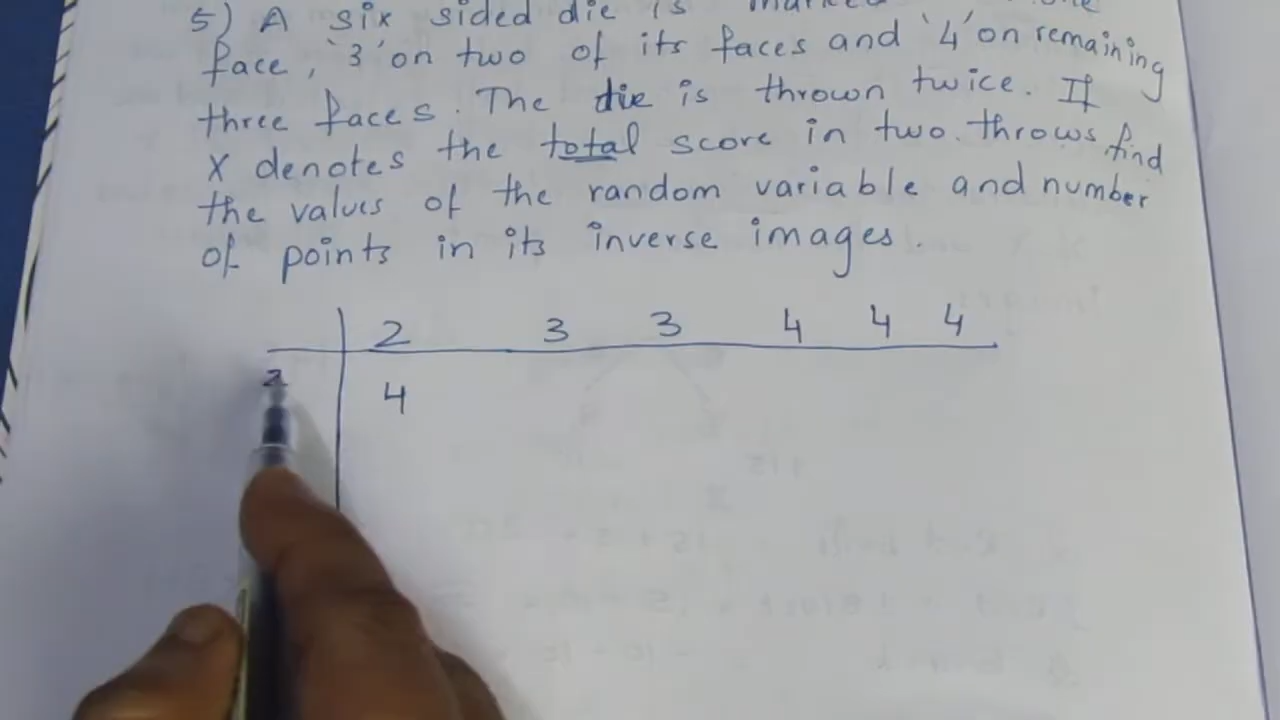 5) A six sided die is marked one
face, '3' on two of its faces and '4' on remaining
three faces. The die is thrown twice. If
X denotes the total score in two throws, find
the values of the random variable and number
of points in its inverse images.
2 3 3 4 4 4
2 4